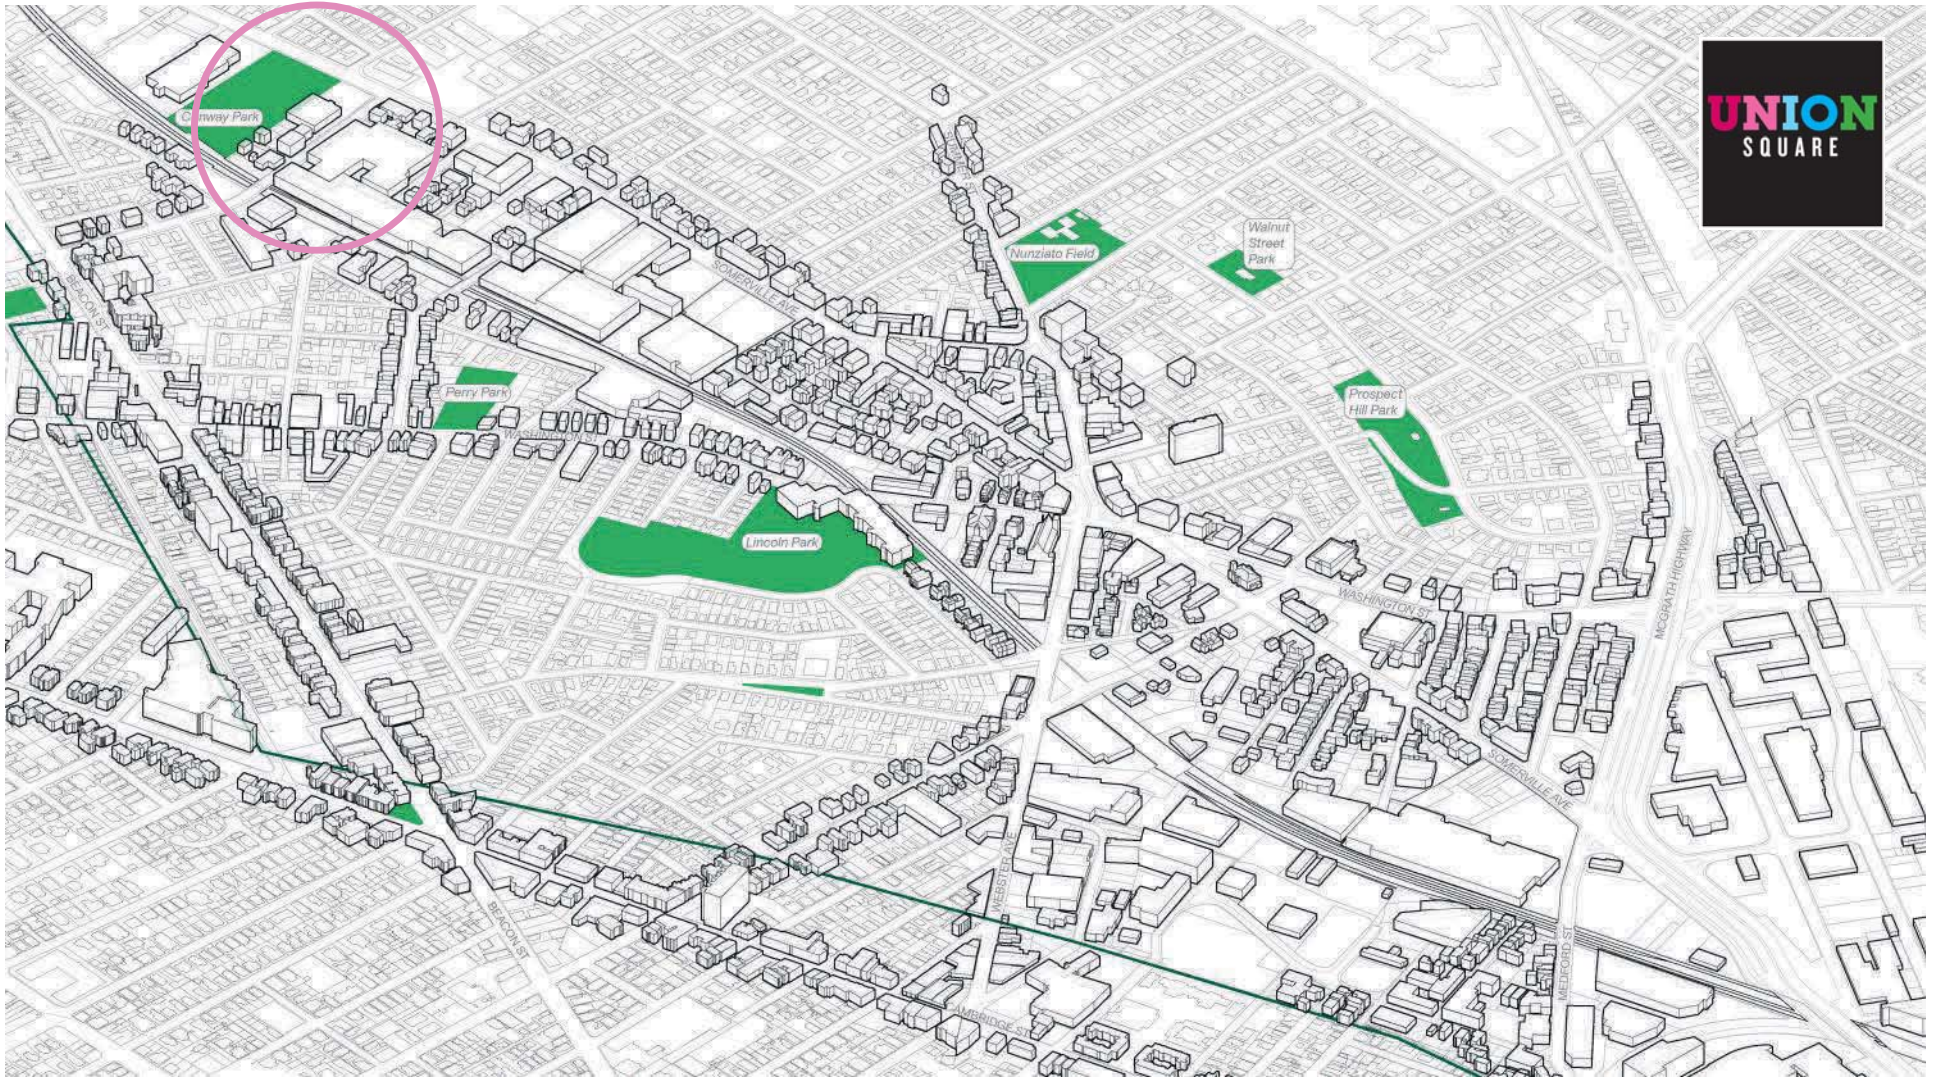 UNION
SQUARE
Conway Park
Walnut
Street
Park
Nunziato Field
SOMERVILLE AVE
BEACON ST
Perry Park
Prospect
Hill Park
WASHINGTON ST
Lincoln Park
MCGRATH HIGHWAY
WASHINGTON ST
SOMERVILLE AVE
WEBSTER AVE
BEACON ST
MEDFORD ST
AMBRIDGE ST